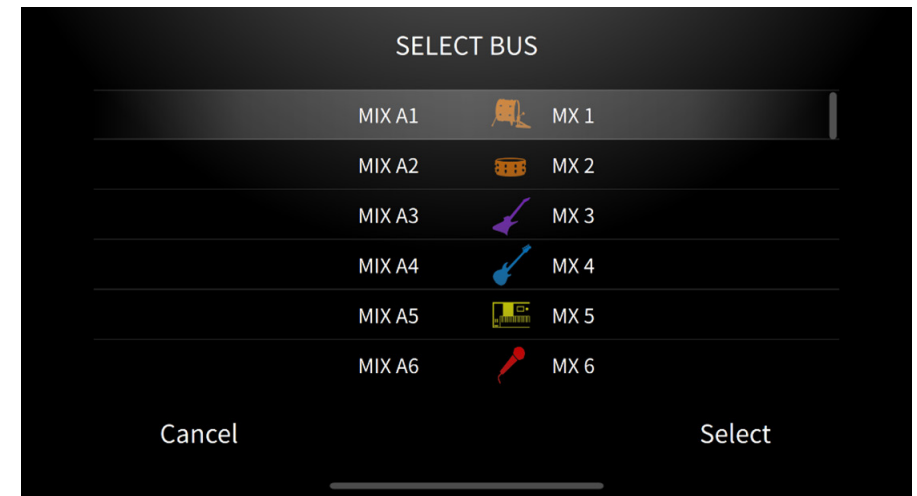 SELECT BUS
MIX A1 MX 1
MIX A2 MX 2
MIX A3 MX 3
MIX A4 MX 4
MIX A5 MX 5
MIX A6 MX 6
Cancel Select